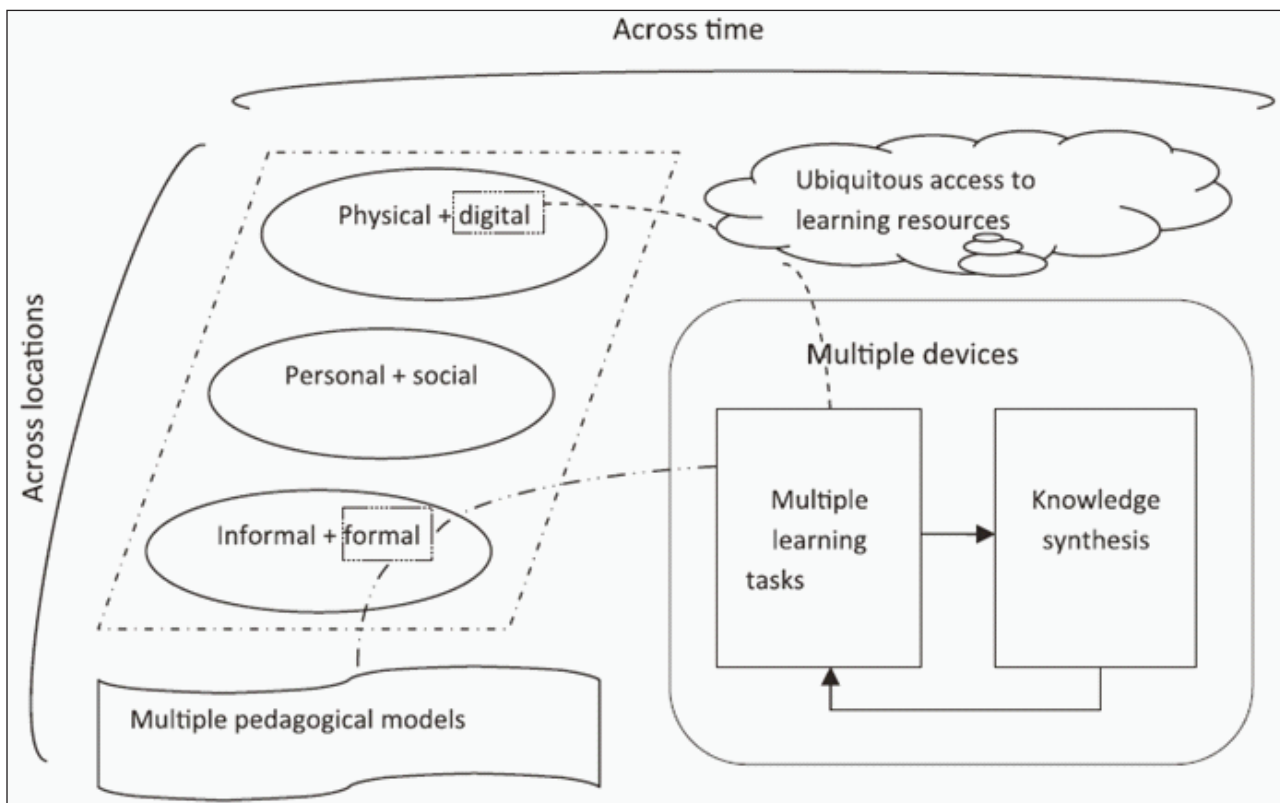 Across time
Across locations
Physical + digital
Ubiquitous access to
learning resources
Personal + social
Multiple devices
Informal + formal
Multiple
learning
tasks
Knowledge
synthesis
Multiple pedagogical models